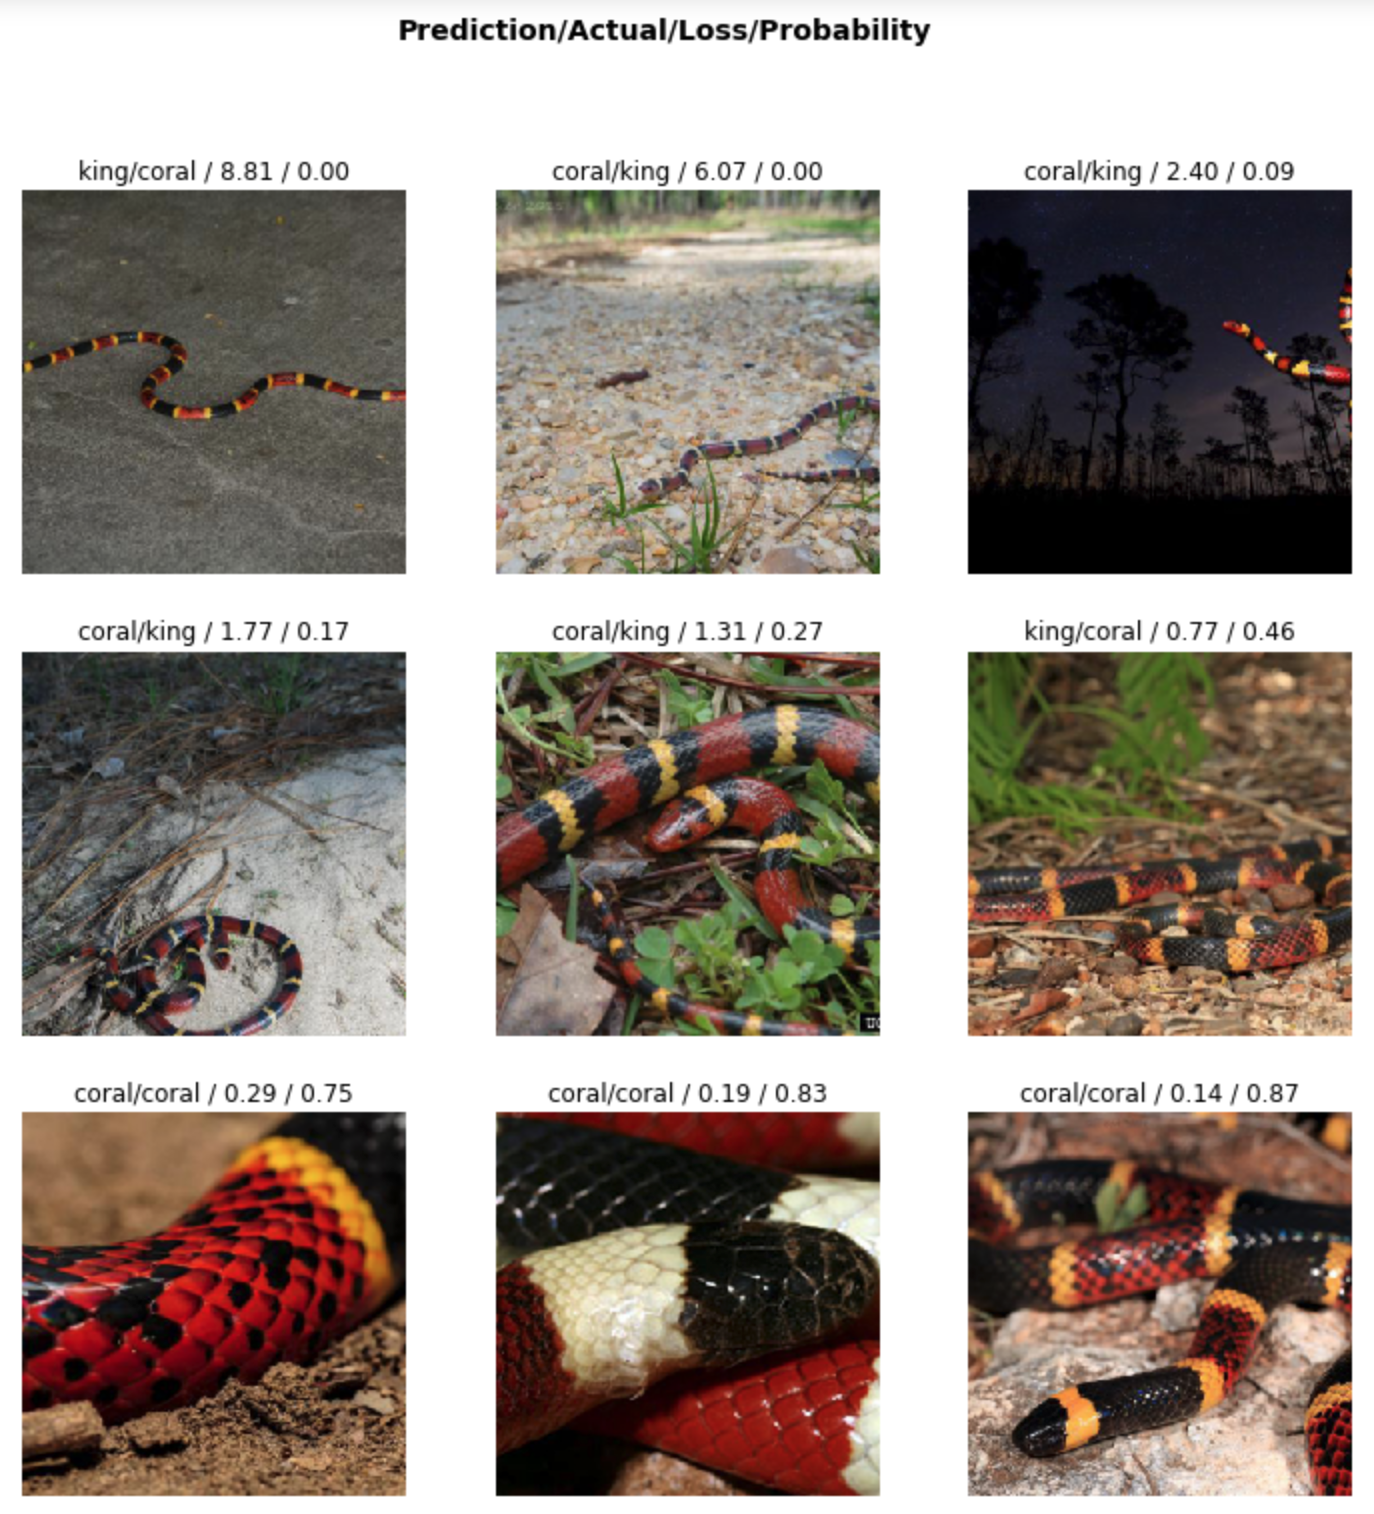 Prediction/Actual/Loss/Probability
king/coral / 8.81 / 0.00
coral/king / 6.07 / 0.00
coral/king / 2.40 / 0.09
coral/king / 1.77 / 0.17
coral/king / 1.31 / 0.27
king/coral / 0.77 / 0.46
coral/coral / 0.29 / 0.75
coral/coral / 0.19 / 0.83
coral/coral / 0.14 / 0.87